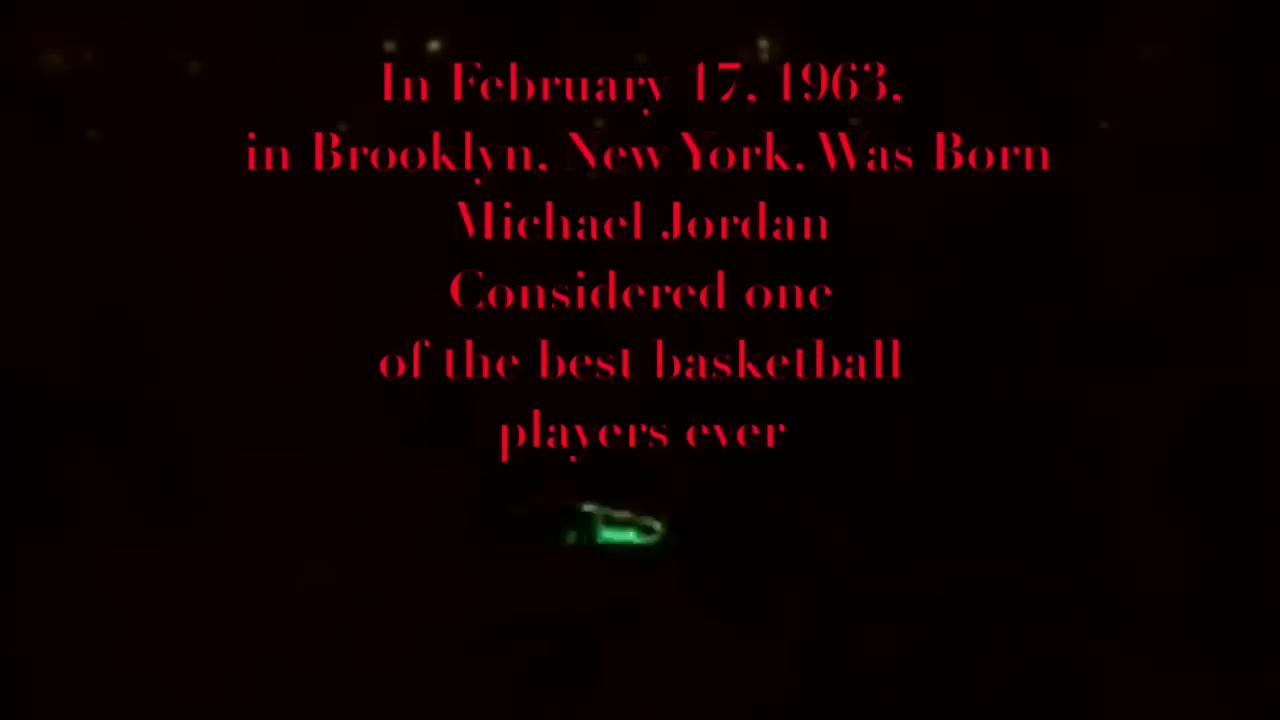 In February 17, 1963,
in Brooklyn, New York. Was Born
Michael Jordan
Considered one
of the best basketball
players ever